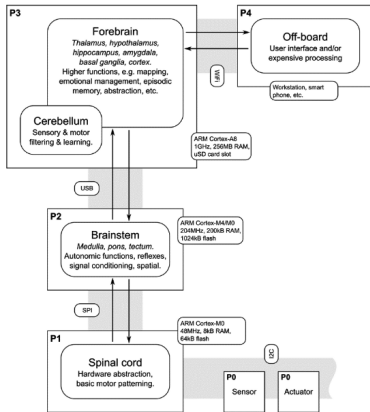 P3
Forebrain
Thalamus, hypothalamus,
hippocampus, amygdala,
basal ganglia, cortex.
Higher functions, e.g. mapping,
emotional management, episodic
memory, abstraction, etc.
Cerebellum
Sensory & motor
filtering & learning.
ARM Cortex-A8
1GHz, 256MB RAM,
uSD card slot
WiFi
P4
Off-board
User interface and/or
expensive processing
Workstation, smart
phone, etc.
USB
P2
Brainstem
Medulla, pons, tectum.
Autonomic functions, reflexes,
signal conditioning, spatial.
ARM Cortex-M4/M0
204MHz, 200kB RAM,
1024kB flash
SPI
P1
Spinal cord
Hardware abstraction,
basic motor patterning.
ARM Cortex-M0
48MHz, 8kB RAM,
64kB flash
I2C
P0
Sensor
P0
Actuator